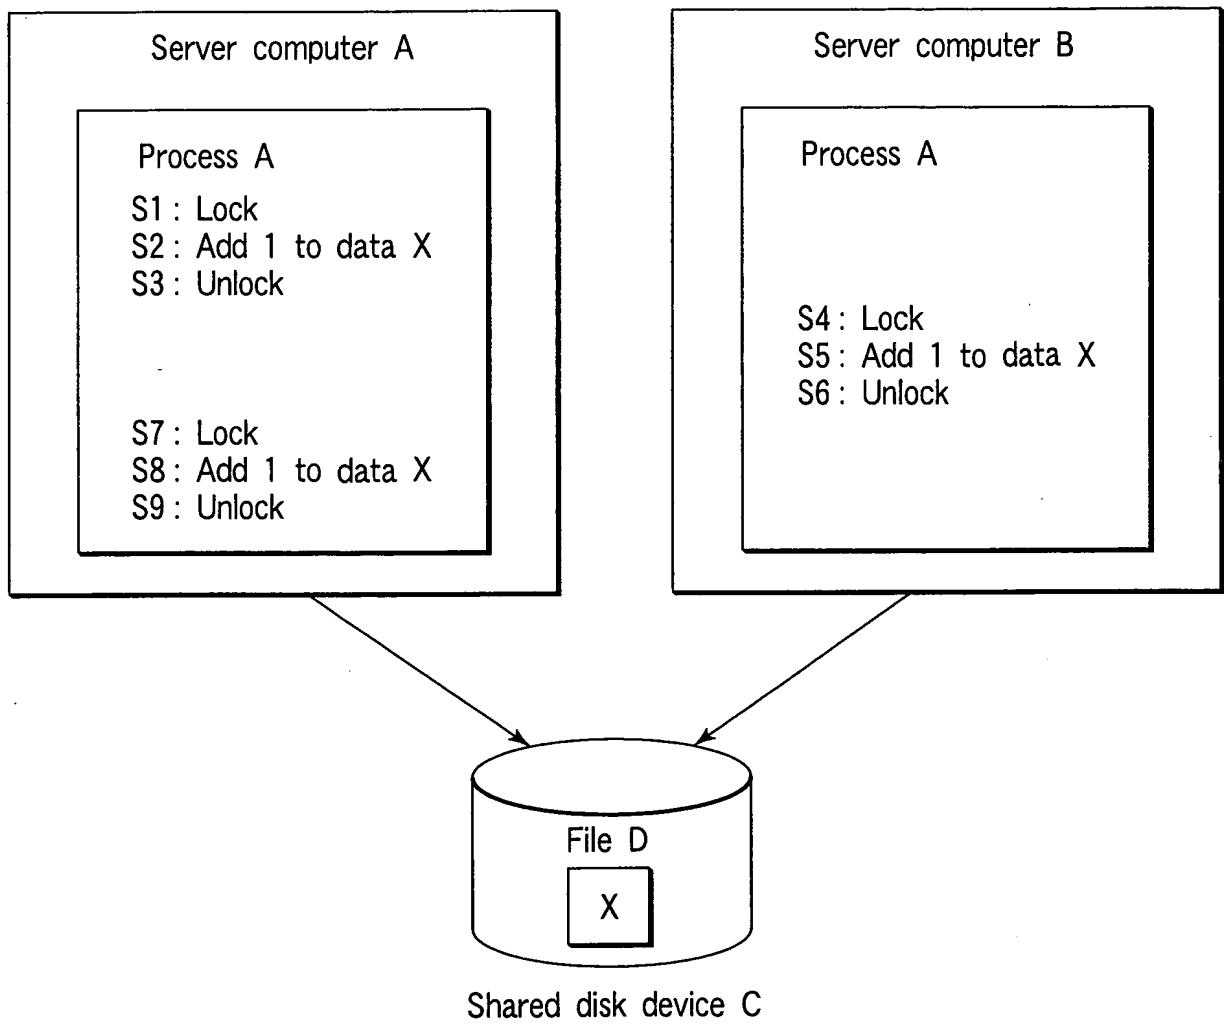 Server computer A
Process A
S1 : Lock
S2 : Add 1 to data X
S3 : Unlock
S7 : Lock
S8 : Add 1 to data X
S9 : Unlock
Server computer B
Process A
S4 : Lock
S5 : Add 1 to data X
S6 : Unlock
File D
X
Shared disk device C